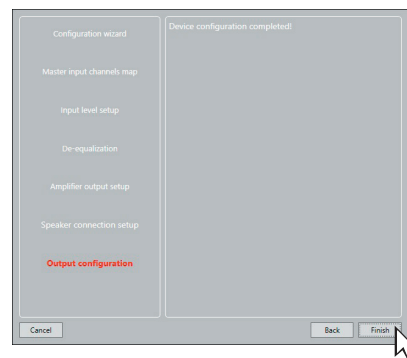 Configuration wizard
Master input channels map
Input level setup
De-equalization
Amplifier output setup
Speaker connection setup
Output configuration
Device configuration completed!
Cancel
Back
Finish